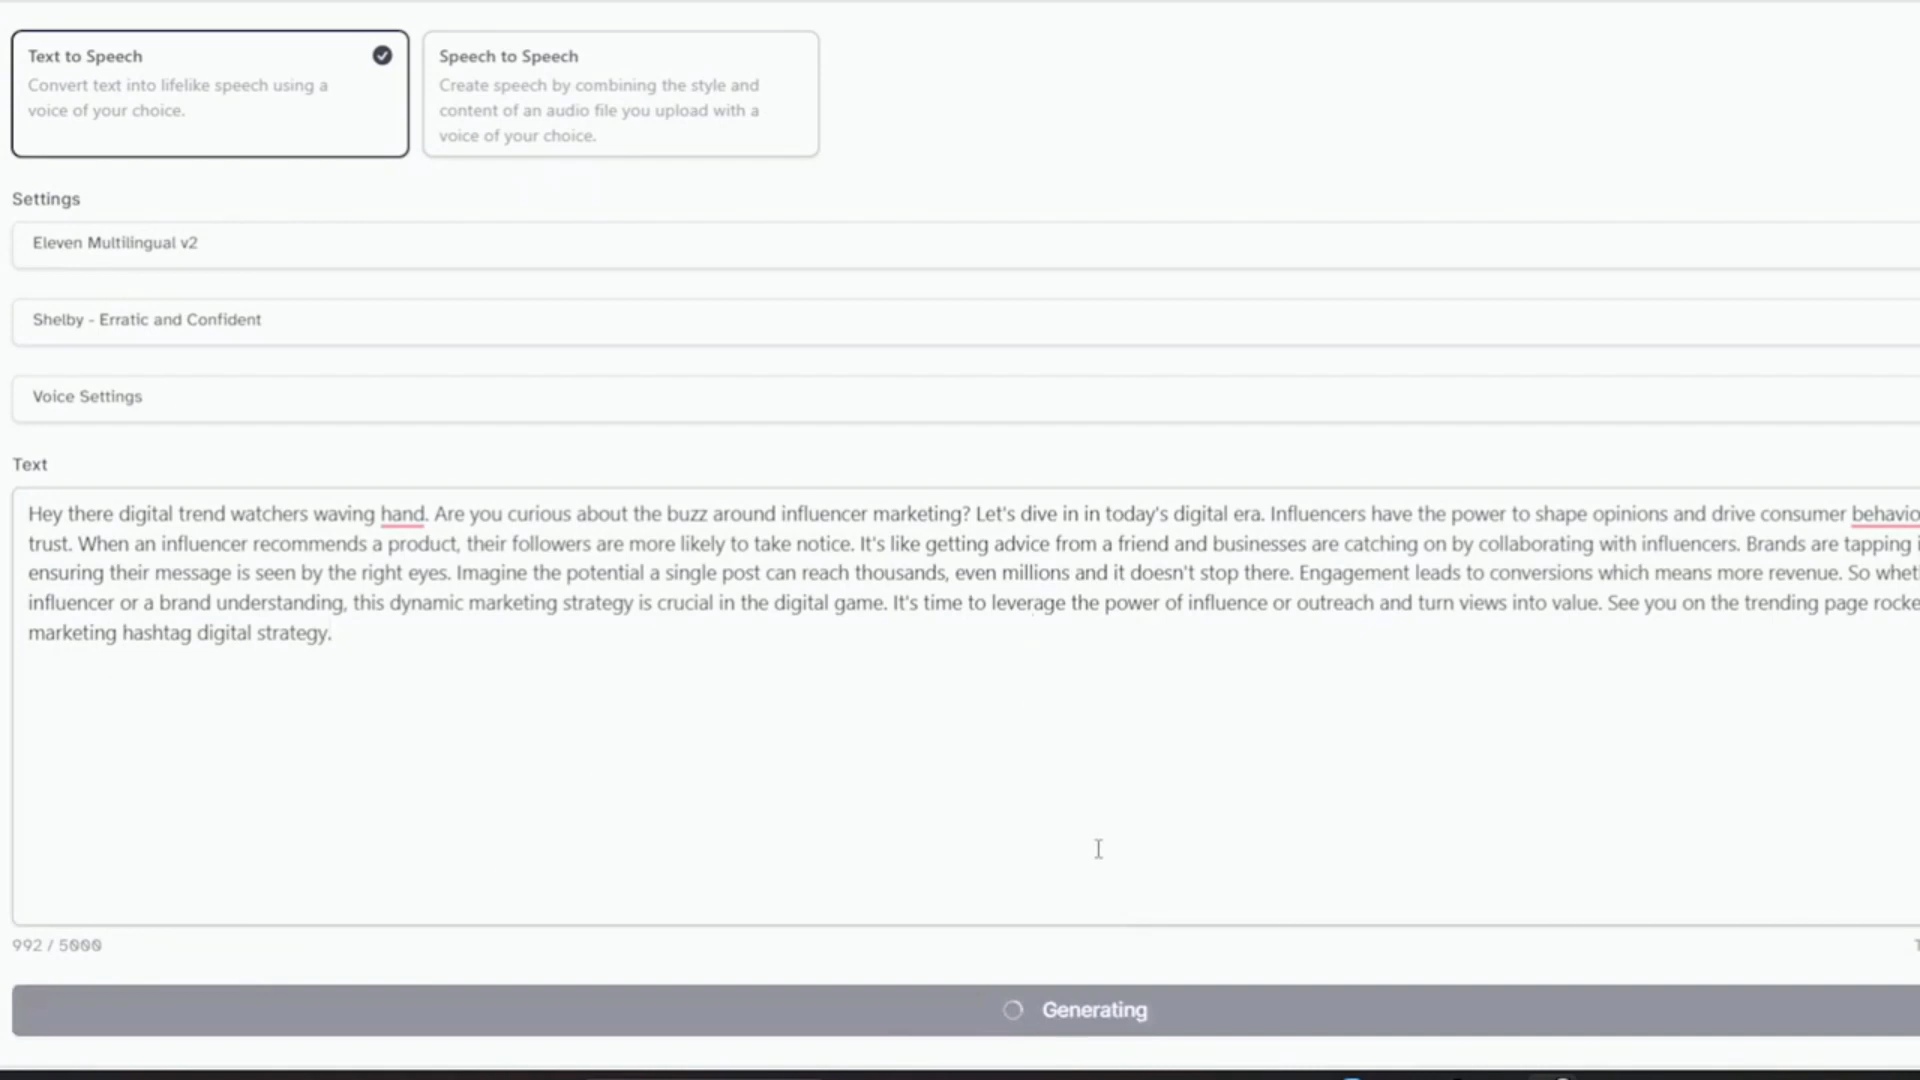 Text to Speech
Convert text into lifelike speech using a
voice of your choice.
Speech to Speech
Create speech by combining the style and
content of an audio file you upload with a
voice of your choice.
Settings
Eleven Multilingual v2
Shelby - Erratic and Confident
Voice Settings
Text
Hey there digital trend watchers waving hand. Are you curious about the buzz around influencer marketing? Let's dive in in today's digital era. Influencers have the power to shape opinions and drive consumer
trust. When an influencer recommends a product, their followers are more likely to take notice. It's like getting advice from a friend and businesses are catching on by collaborating with influencers. Brands are tapping
ensuring their message is seen by the right eyes. Imagine the potential a single post can reach thousands, even millions and it doesn't stop there. Engagement leads to conversions which means more revenue. So
influencer or a brand understanding, this dynamic marketing strategy is crucial in the digital game. It's time to leverage the power of influence or outreach and turn views into value. See you on the trending page
marketing hashtag digital strategy.
992 / 5000
Generating